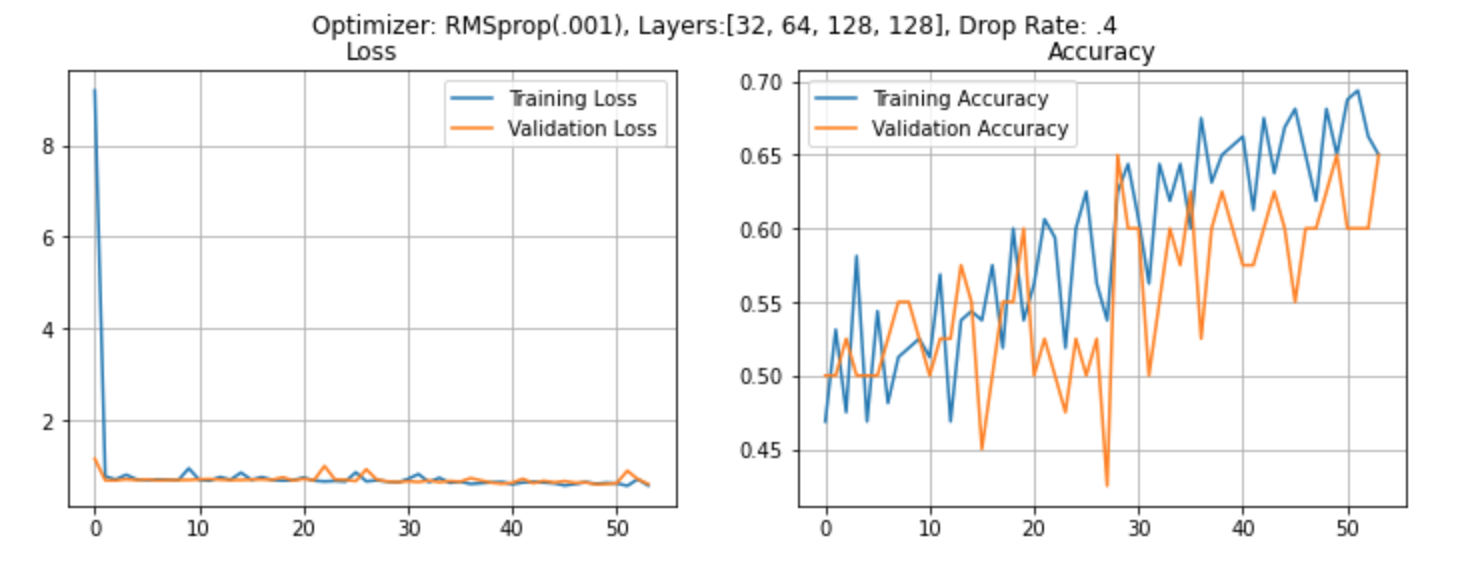 Optimizer: RMSprop(.001), Layers:[32, 64, 128, 128], Drop Rate: .4
Loss
Training Loss
Validation Loss
8
6
4
2
0 10 20 30 40 50
Accuracy
Training Accuracy
Validation Accuracy
0.70
0.65
0.60
0.55
0.50
0.45
0 10 20 30 40 50